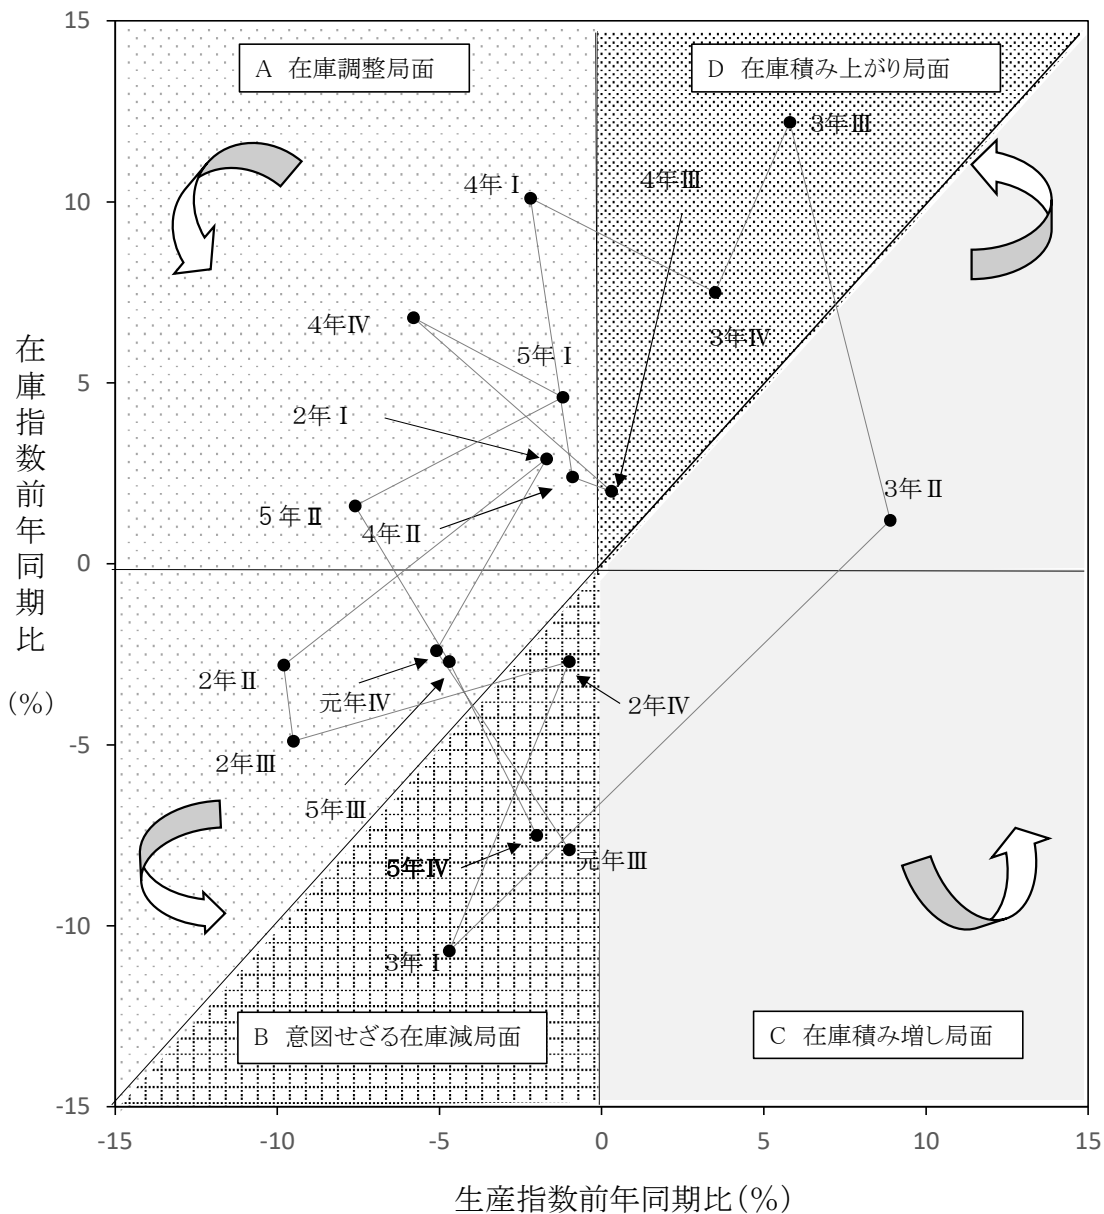 15
A 在庫調整局面
D 在庫積み上がり局面
3年Ⅲ
4年Ⅰ
4年Ⅲ
10
4年Ⅳ
3年Ⅳ
5年Ⅰ
5
2年Ⅰ
3年Ⅱ
5年Ⅱ
4年Ⅱ
0
在庫指数前年同期比
(%)
2年Ⅱ
元年Ⅳ
2年Ⅳ
-5
2年Ⅲ
5年Ⅲ
5年Ⅳ
元年Ⅲ
-10
3年Ⅰ
B 意図せざる在庫減局面
C 在庫積み増し局面
-15
-15 -10 -5 0 5 10 15
生産指数前年同期比(%)